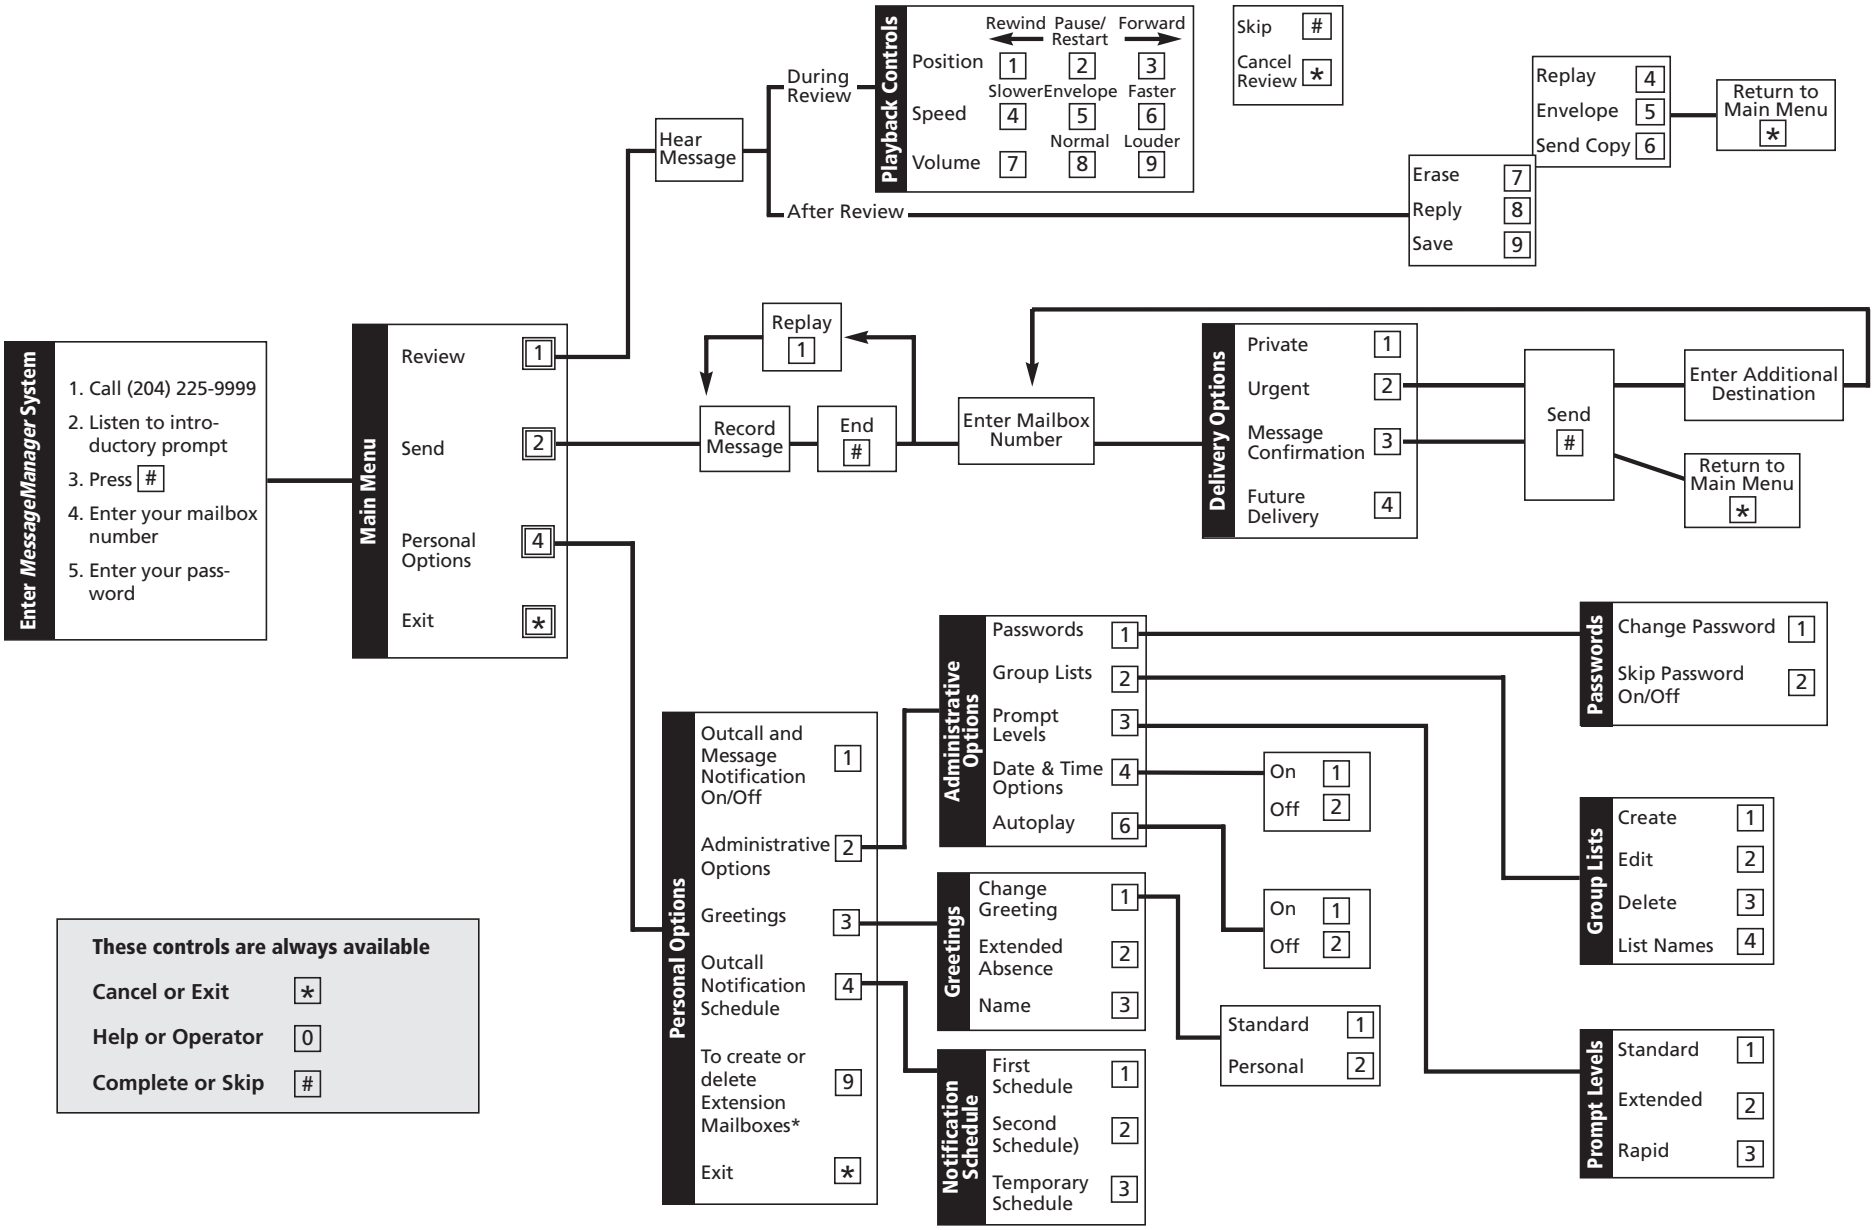 Enter MessageManager System
1. Call (204) 225-9999
2. Listen to intro-
ductory prompt
3. Press #
4. Enter your mailbox
number
5. Enter your pass-
word
Main Menu
Review 1
Send 2
Personal
Options 4
Exit *
Hear
Message
During
Review
After Review
Playback Controls
Rewind Pause/
Restart Forward
Position 1 2 3
Slower Envelope Faster
Speed 4 5 6
Normal Louder
Volume 7 8 9
Skip #
Cancel
Review *
Replay 4
Envelope 5
Send Copy 6
Erase 7
Reply 8
Save 9
Return to
Main Menu
*
Replay
1
Record
Message
End
#
Enter Mailbox
Number
Delivery Options
Private 1
Urgent 2
Message
Confirmation 3
Future
Delivery 4
Send
#
Enter Additional
Destination
Return to
Main Menu
*
Personal Options
Outcall and
Message
Notification
On/Off 1
Administrative
Options 2
Greetings 3
Outcall
Notification
Schedule 4
To create or
delete
Extension
Mailboxes* 9
Exit *
Administrative
Options
Passwords 1
Group Lists 2
Prompt
Levels 3
Date & Time
Options 4
Autoplay 6
On 1
Off 2
On 1
Off 2
Greetings
Change
Greeting 1
Extended
Absence 2
Name 3
Standard 1
Personal 2
Notification
Schedule
First
Schedule 1
Second
Schedule) 2
Temporary
Schedule 3
Passwords
Change Password 1
Skip Password
On/Off 2
Group Lists
Create 1
Edit 2
Delete 3
List Names 4
Prompt Levels
Standard 1
Extended 2
Rapid 3
These controls are always available
Cancel or Exit *
Help or Operator 0
Complete or Skip #